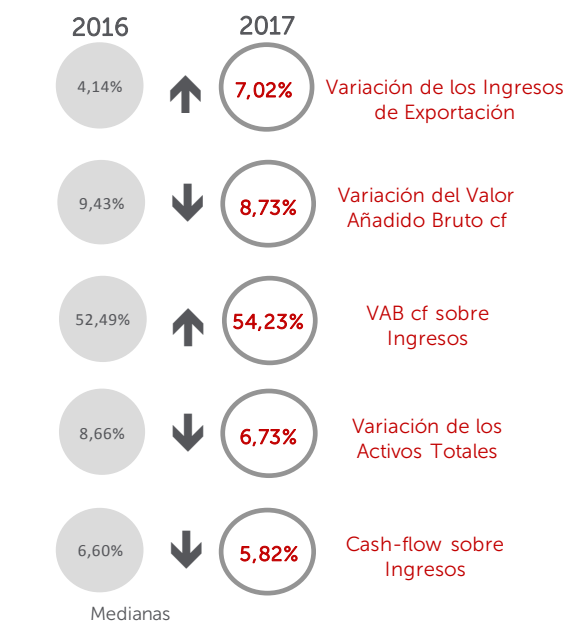 2016
2017
4,14%
7,02%
Variación de los Ingresos
de Exportación
9,43%
8,73%
Variación del Valor
Añadido Bruto cf
52,49%
54,23%
VAB cf sobre
Ingresos
8,66%
6,73%
Variación de los
Activos Totales
6,60%
5,82%
Cash-flow sobre
Ingresos
Medianas